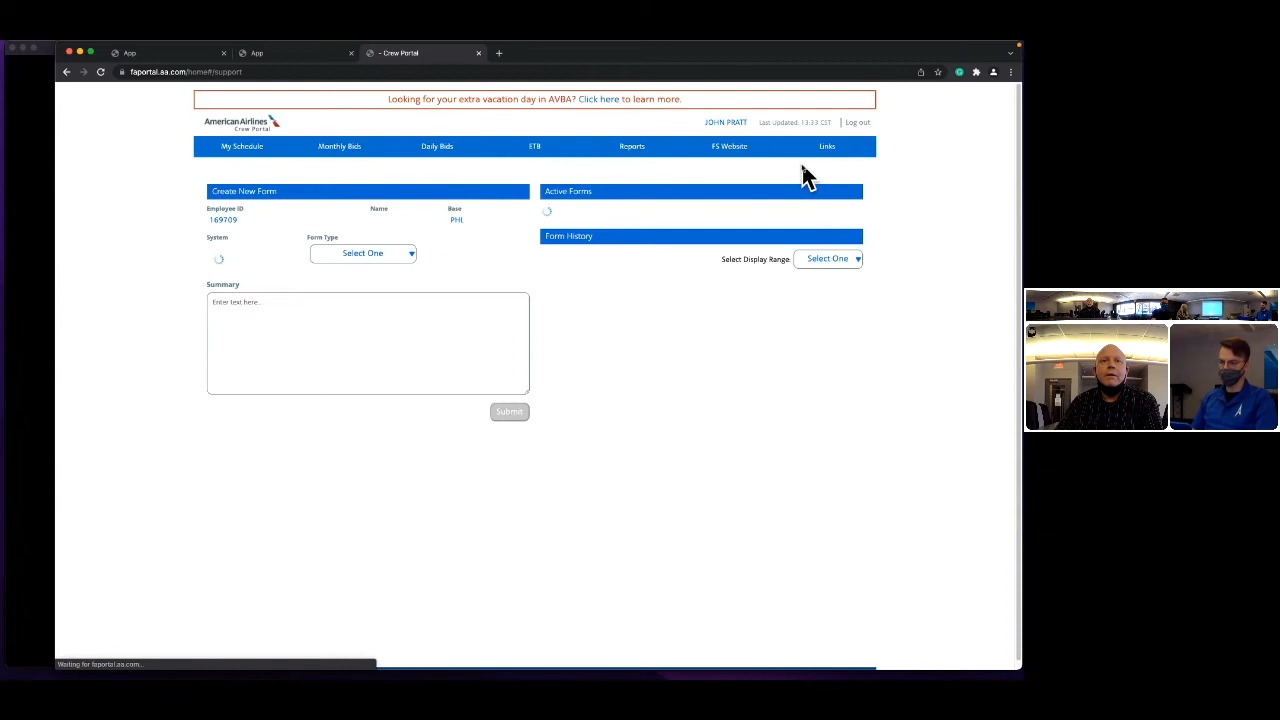 App
App
- Crew Portal
faportal.aa.com/home#/support
Looking for your extra vacation day in AVBA? Click here to learn more.
American Airlines
Crew Portal
JOHN PRATT
Last Updated: 13:33 CST
Log out
My Schedule
Monthly Bids
Daily Bids
ETB
Reports
FS Website
Links
Create New Form
Active Forms
Employee ID
Name
Base
169709
PHL
Form History
System
Form Type
Select One
Select Display Range:
Select One
Summary
Enter text here..
Submit
Waiting for faportal.aa.com...